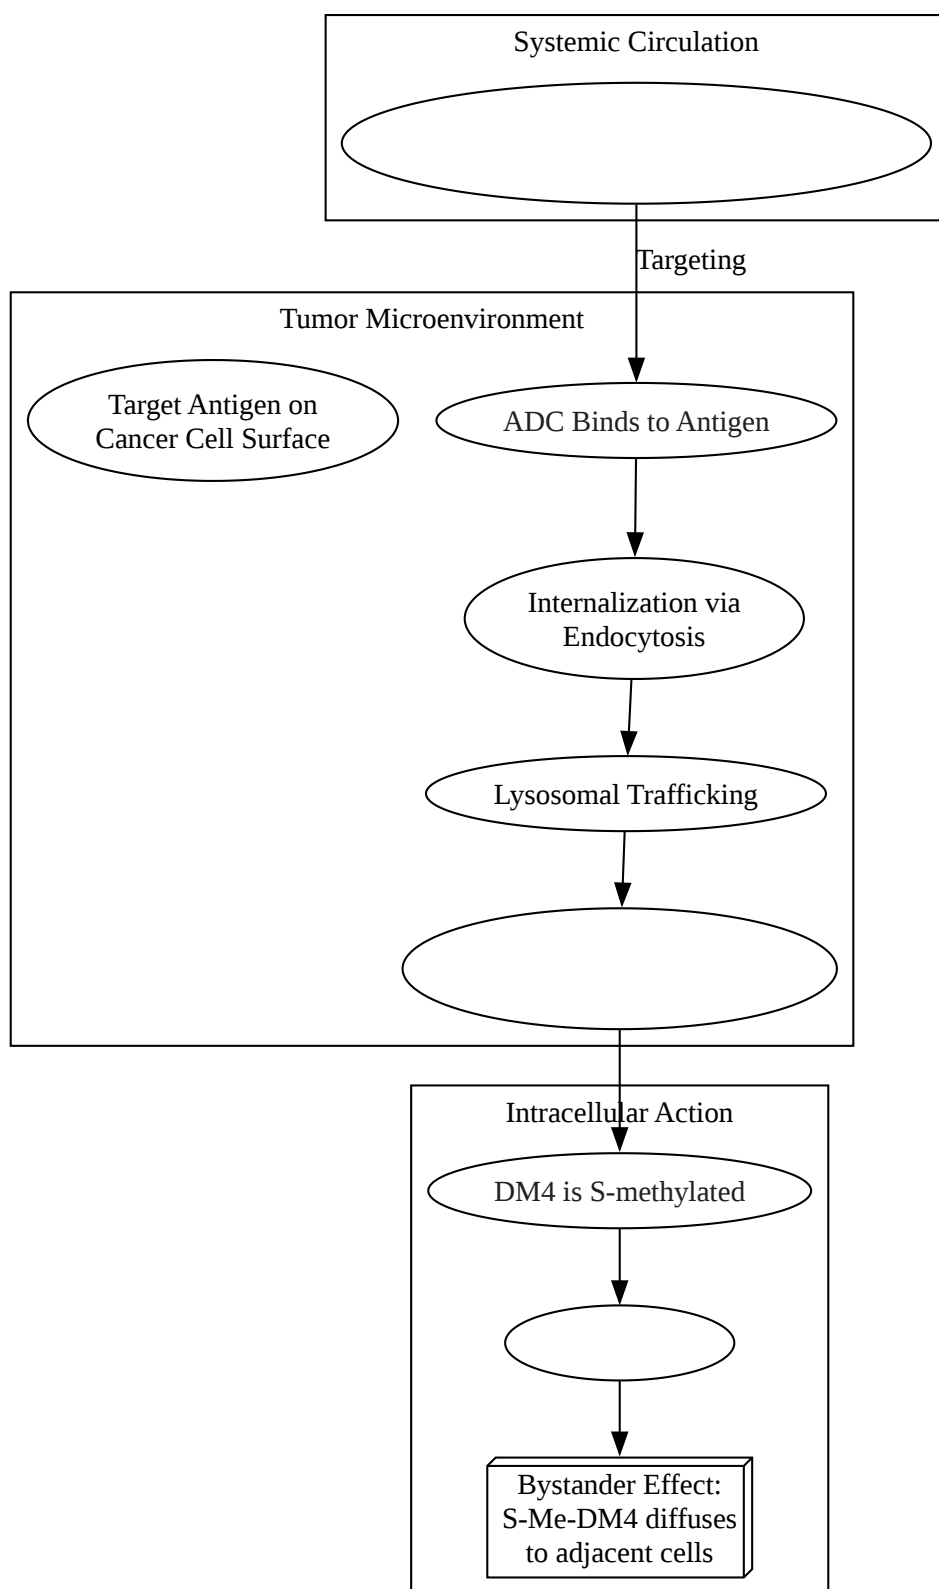 Systemic Circulation
Targeting
Tumor Microenvironment
Target Antigen on
Cancer Cell Surface
ADC Binds to Antigen
Internalization via
Endocytosis
Lysosomal Trafficking
Intracellular Action
DM4 is S-methylated
Bystander Effect:
S-Me-DM4 diffuses
to adjacent cells